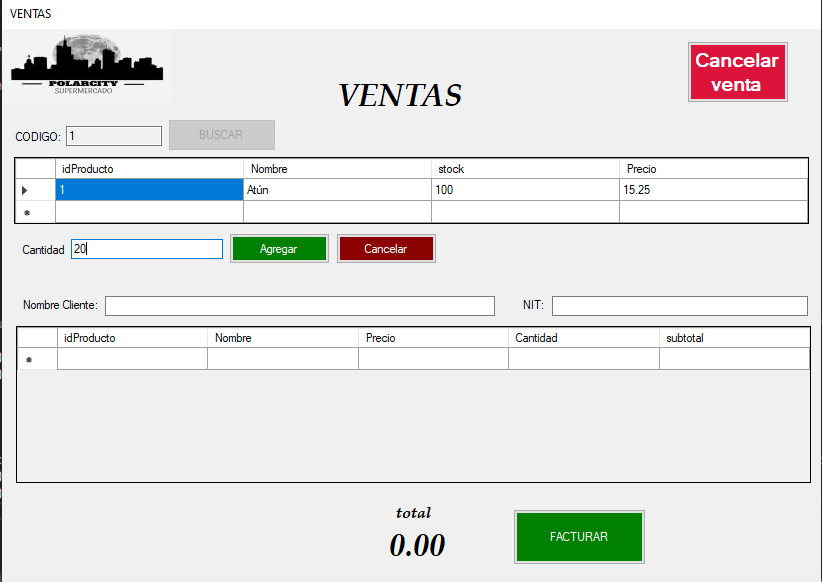 VENTAS
POLARCITY
SUPERMERCADO
VENTAS
Cancelar
venta
CODIGO: 1 BUSCAR
idProducto Nombre stock Precio
1 Atún 100 15.25
Cantidad 20 Agregar Cancelar
Nombre Cliente: NIT:
idProducto Nombre Precio Cantidad subtotal
total
0.00
FACTURAR